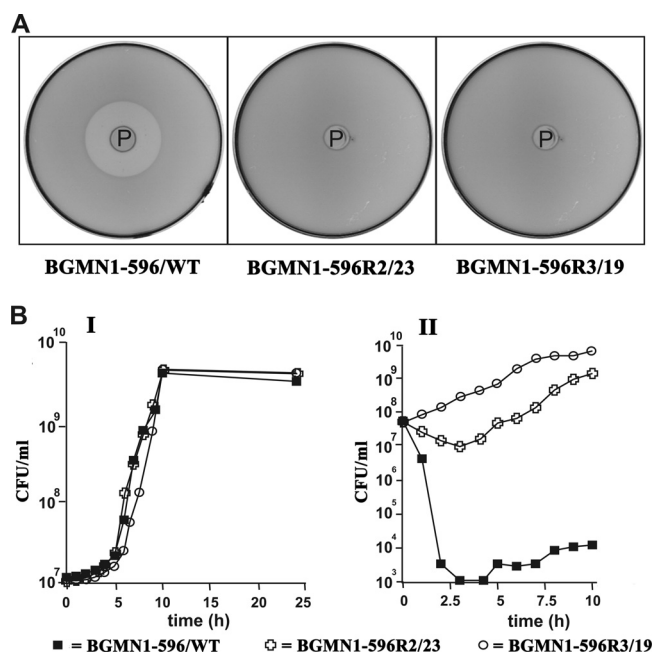 A
P P P
BGMN1-596/WT BGMN1-596R2/23 BGMN1-596R3/19
B I II
10^10 10^10
10^9
10^9 10^8
10^7
10^8 10^6
10^5
10^4
10^7 10^3
CFU/ml CFU/ml
0 5 10 15 20 25 0 2.5 5 7.5 10
time (h) time (h)
■ = BGMN1-596/WT ✚ = BGMN1-596R2/23 ○ = BGMN1-596R3/19